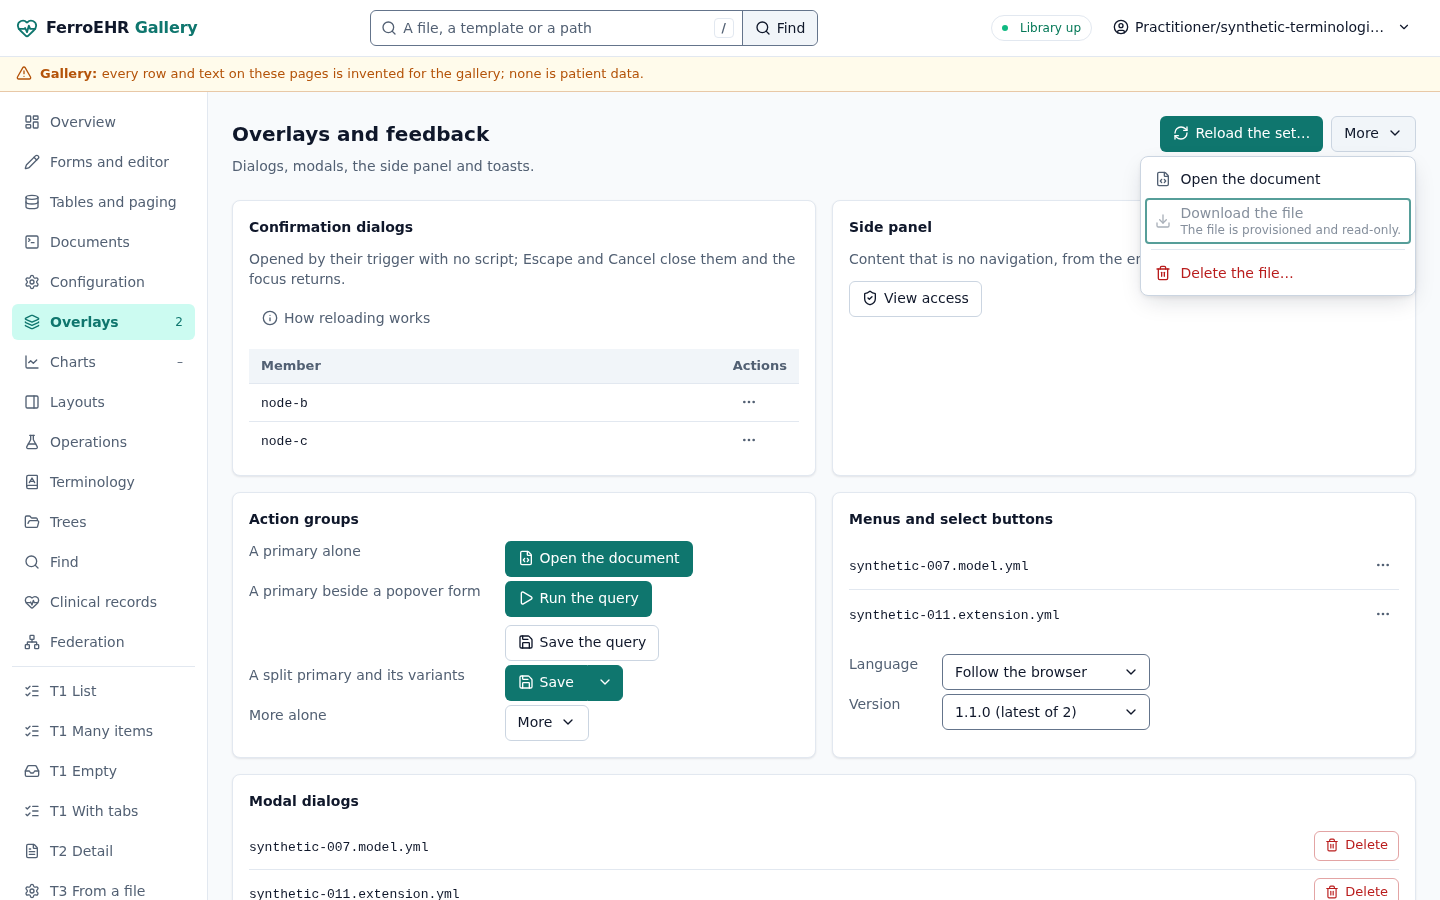 FerroEHR Gallery
A file, a template or a path
/
Find
Library up
Practitioner/synthetic-terminologi…
Gallery: every row and text on these pages is invented for the gallery; none is patient data.
Overview
Forms and editor
Tables and paging
Documents
Configuration
Overlays 2
Charts –
Layouts
Operations
Terminology
Trees
Find
Clinical records
Federation
T1 List
T1 Many items
T1 Empty
T1 With tabs
T2 Detail
T3 From a file
Overlays and feedback
Dialogs, modals, the side panel and toasts.
Reload the set…
More
Open the document
Download the file
The file is provisioned and read-only.
Delete the file…
Confirmation dialogs
Opened by their trigger with no script; Escape and Cancel close them and the
focus returns.
How reloading works
Member Actions
node-b
node-c
Side panel
Content that is no navigation, from the
View access
Action groups
A primary alone
Open the document
A primary beside a popover form
Run the query
Save the query
A split primary and its variants
Save
More alone
More
Menus and select buttons
synthetic-007.model.yml
synthetic-011.extension.yml
Language
Follow the browser
Version
1.1.0 (latest of 2)
Modal dialogs
synthetic-007.model.yml
Delete
synthetic-011.extension.yml
Delete